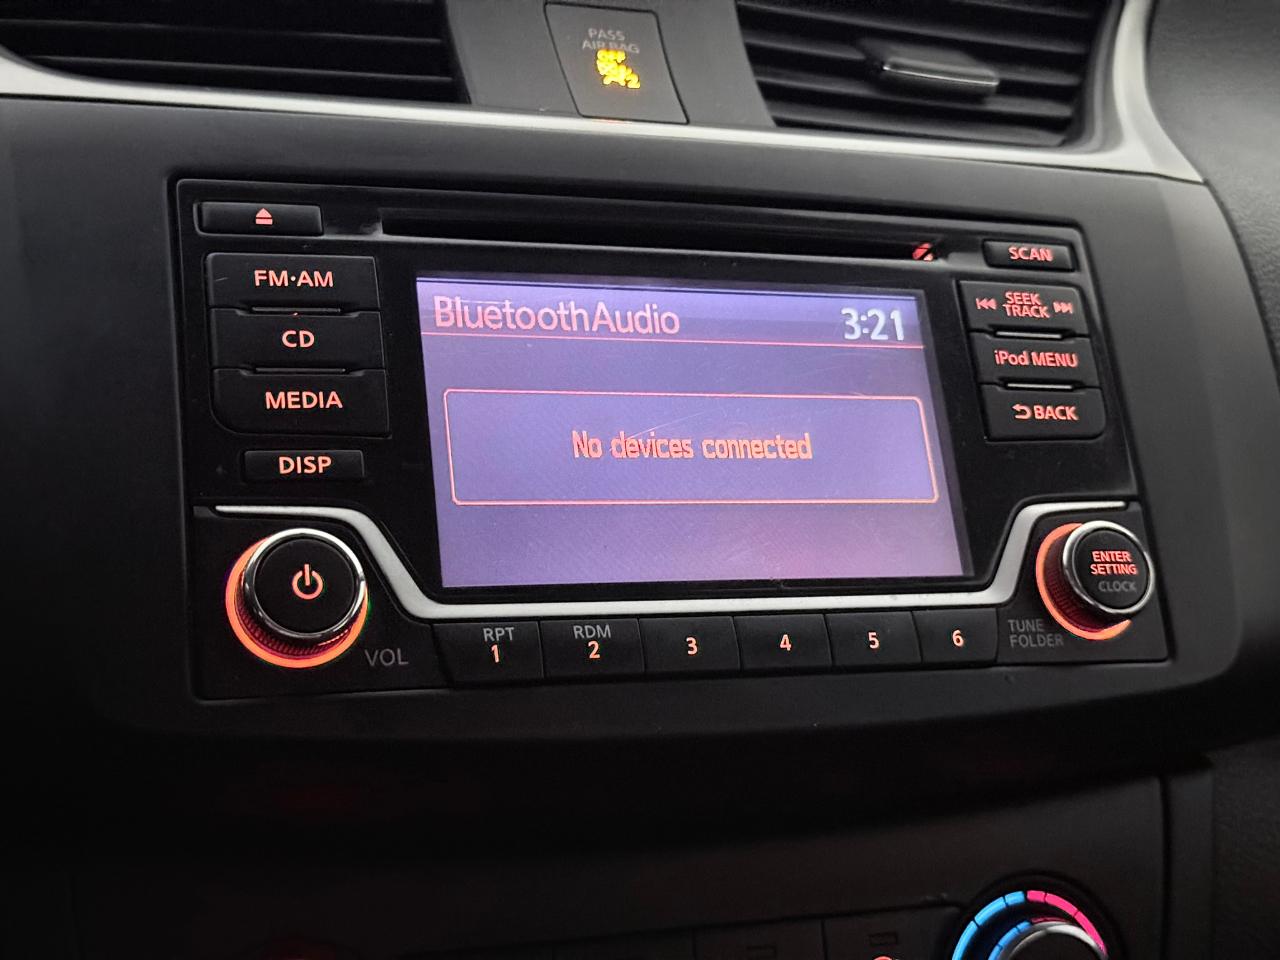 PASS
AIR BAG
OFF
SCAN
FM·AM
CD
MEDIA
DISP
BluetoothAudio 3:21
No devices connected
SEEK
TRACK
iPod MENU
BACK
VOL
RPT
1
RDM
2
3
4
5
6
TUNE
FOLDER
ENTER
SETTING
CLOCK